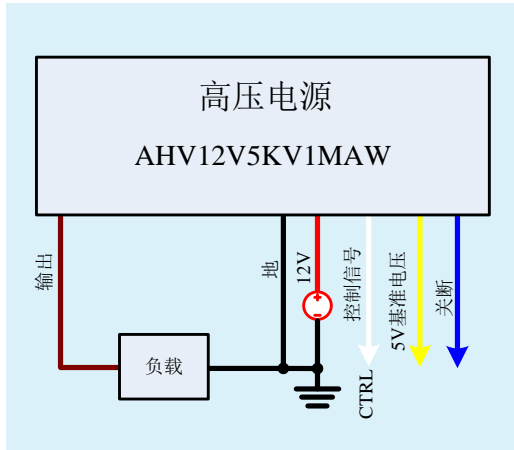 高压电源
AHV12V5KV1MAW
输出
地
12V
控制信号
5V基准电压
关断
负载
CTRL